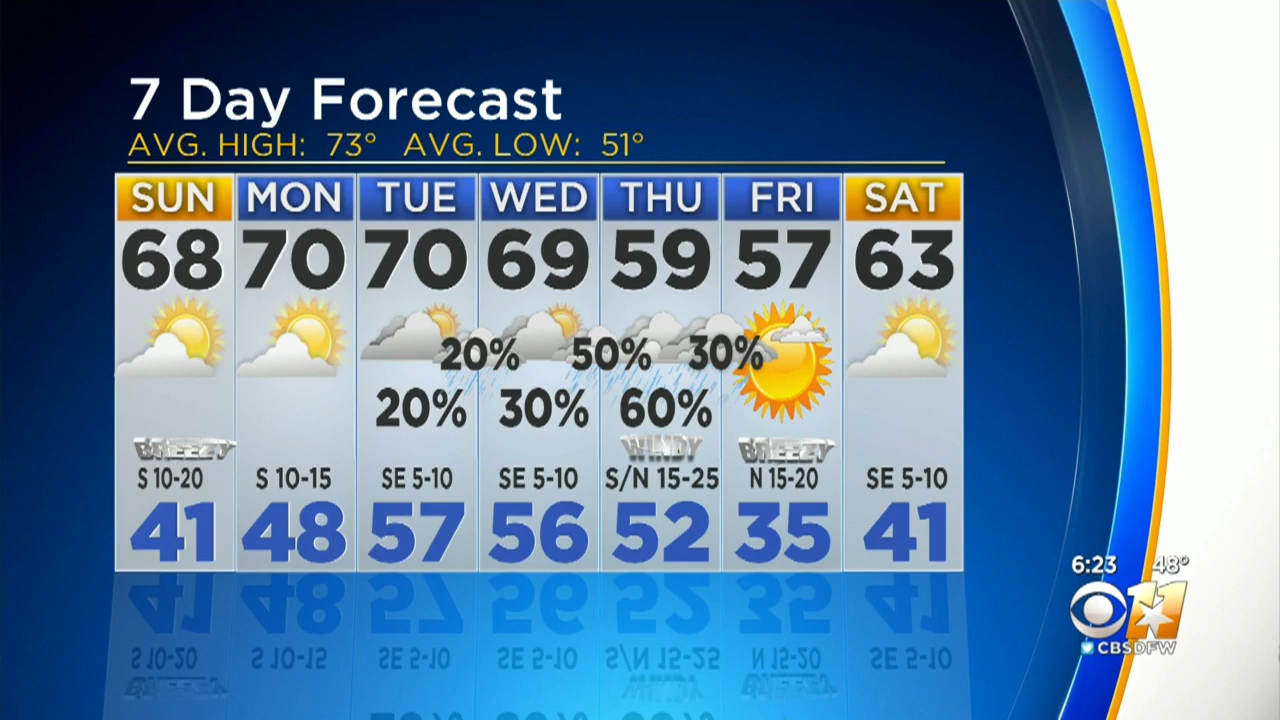 7 Day Forecast
AVG. HIGH: 73° AVG. LOW: 51°
SUN MON TUE WED THU FRI SAT
68 70 70 69 59 57 63
20% 50% 30%
20% 30% 60%
BREEZY WINDY BREEZY
S 10-20 S 10-15 SE 5-10 SE 5-10 S/N 15-25 N 15-20 SE 5-10
41 48 57 56 52 35 41
6:23 48°
11
CBSDFW